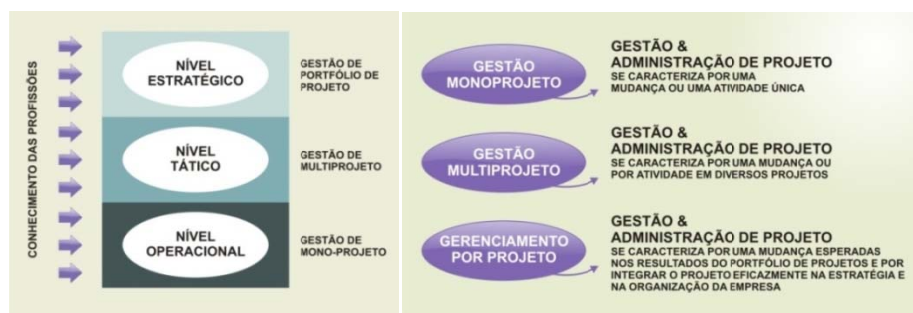 CONHECIMENTO DAS PROFISSÕES
NÍVEL
ESTRATÉGICO
GESTÃO DE
PORTFÓLIO DE
PROJETO
NÍVEL
TÁTICO
GESTÃO DE
MULTIPROJETO
NÍVEL
OPERACIONAL
GESTÃO DE
MONO-PROJETO
GESTÃO
MONOPROJETO
GESTÃO &
ADMINISTRAÇÃO DE PROJETO
SE CARACTERIZA POR UMA
MUDANÇA OU UMA ATIVIDADE ÚNICA
GESTÃO
MULTIPROJETO
GESTÃO &
ADMINISTRAÇÃO DE PROJETO
SE CARACTERIZA POR UMA MUDANÇA OU
POR ATIVIDADE EM DIVERSOS PROJETOS
GERENCIAMENTO
POR PROJETO
GESTÃO &
ADMINISTRAÇÃO DE PROJETO
SE CARACTERIZA POR UMA MUDANÇA ESPERADAS
NOS RESULTADOS DO PORTFÓLIO DE PROJETOS E POR
INTEGRAR O PROJETO EFICAZMENTE NA ESTRATÉGIA E
NA ORGANIZAÇÃO DA EMPRESA